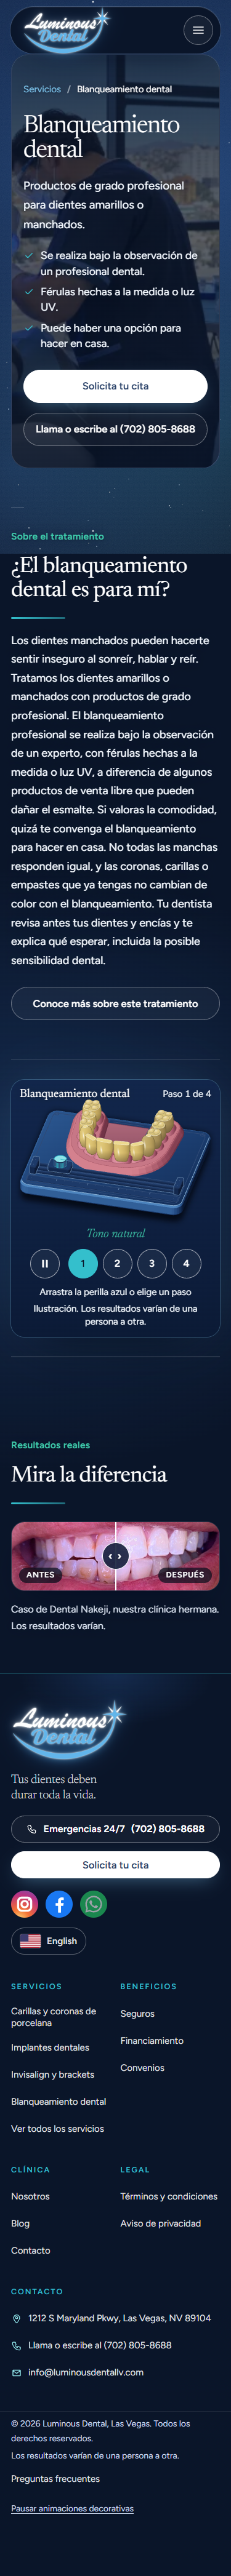 Luminous
Dental
Servicios / Blanqueamiento dental
Blanqueamiento
dental
Productos de grado profesional
para dientes amarillos o
manchados.
Se realiza bajo la observación de
un profesional dental.
Férulas hechas a la medida o luz
UV.
Puede haber una opción para
hacer en casa.
Solicita tu cita
Llama o escribe al (702) 805-8688
Sobre el tratamiento
¿El blanqueamiento
dental es para mí?
Los dientes manchados pueden hacerte
sentir inseguro al sonreír, hablar y reír.
Tratamos los dientes amarillos o
manchados con productos de grado
profesional. El blanqueamiento
profesional se realiza bajo la observación
de un experto, con férulas hechas a la
medida o luz UV, a diferencia de algunos
productos de venta libre que pueden
dañar el esmalte. Si valoras la comodidad,
quizá te convenga el blanqueamiento
para hacer en casa. No todas las manchas
responden igual, y las coronas, carillas o
empastes que ya tengas no cambian de
color con el blanqueamiento. Tu dentista
revisa antes tus dientes y encías y te
explica qué esperar, incluida la posible
sensibilidad dental.
Conoce más sobre este tratamiento
Blanqueamiento dental Paso 1 de 4
Tono natural
1 2 3 4
Arrastra la perilla azul o elige un paso
Ilustración. Los resultados varían de una
persona a otra.
Resultados reales
Mira la diferencia
ANTES DESPUÉS
Caso de Dental Nakeji, nuestra clínica hermana.
Los resultados varían.
Luminous
Dental
Tus dientes deben
durar toda la vida.
Emergencias 24/7 (702) 805-8688
Solicita tu cita
English
SERVICIOS
Carillas y coronas de
porcelana
Implantes dentales
Invisalign y brackets
Blanqueamiento dental
Ver todos los servicios
BENEFICIOS
Seguros
Financiamiento
Convenios
CLÍNICA
Nosotros
Blog
Contacto
LEGAL
Términos y condiciones
Aviso de privacidad
CONTACTO
1212 S Maryland Pkwy, Las Vegas, NV 89104
Llama o escribe al (702) 805-8688
info@luminousdentallv.com
© 2026 Luminous Dental, Las Vegas. Todos los
derechos reservados.
Los resultados varían de una persona a otra.
Preguntas frecuentes
Pausar animaciones decorativas